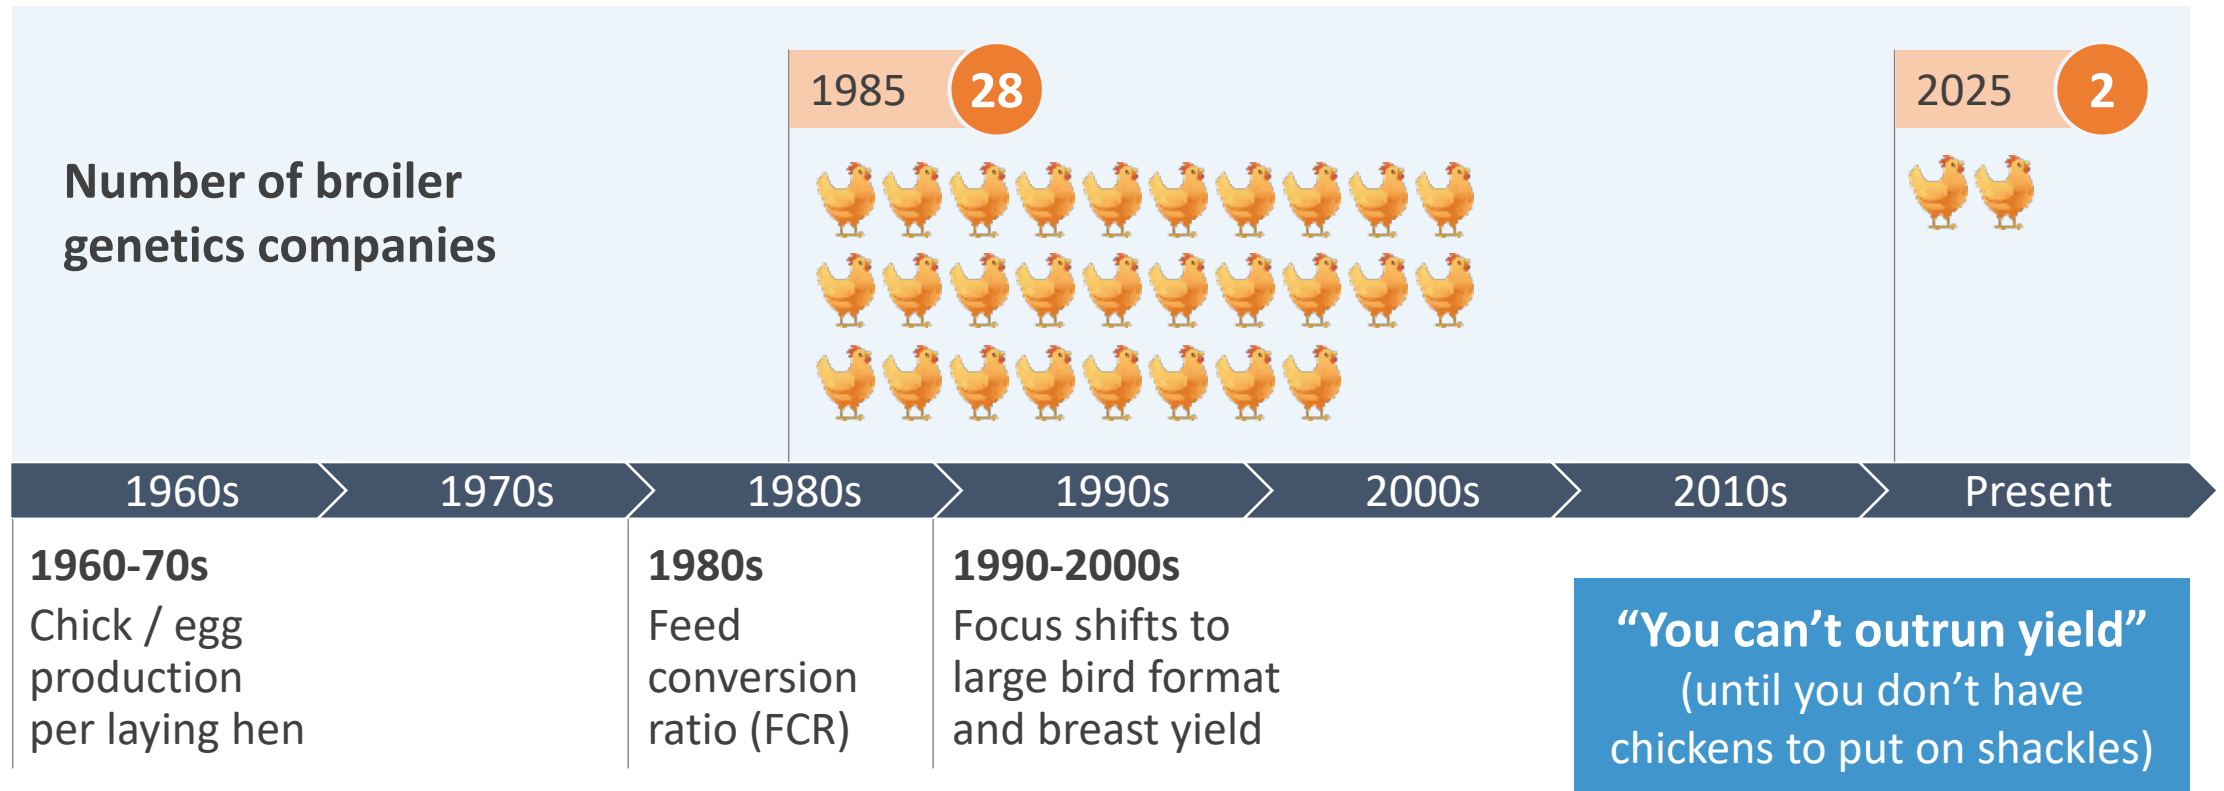 Number of broiler
genetics companies
1985
28
2025
2
1960s
1970s
1980s
1990s
2000s
2010s
Present
1960-70s
Chick / egg
production
per laying hen
1980s
Feed
conversion
ratio (FCR)
1990-2000s
Focus shifts to
large bird format
and breast yield
“You can’t outrun yield”
(until you don’t have
chickens to put on shackles)